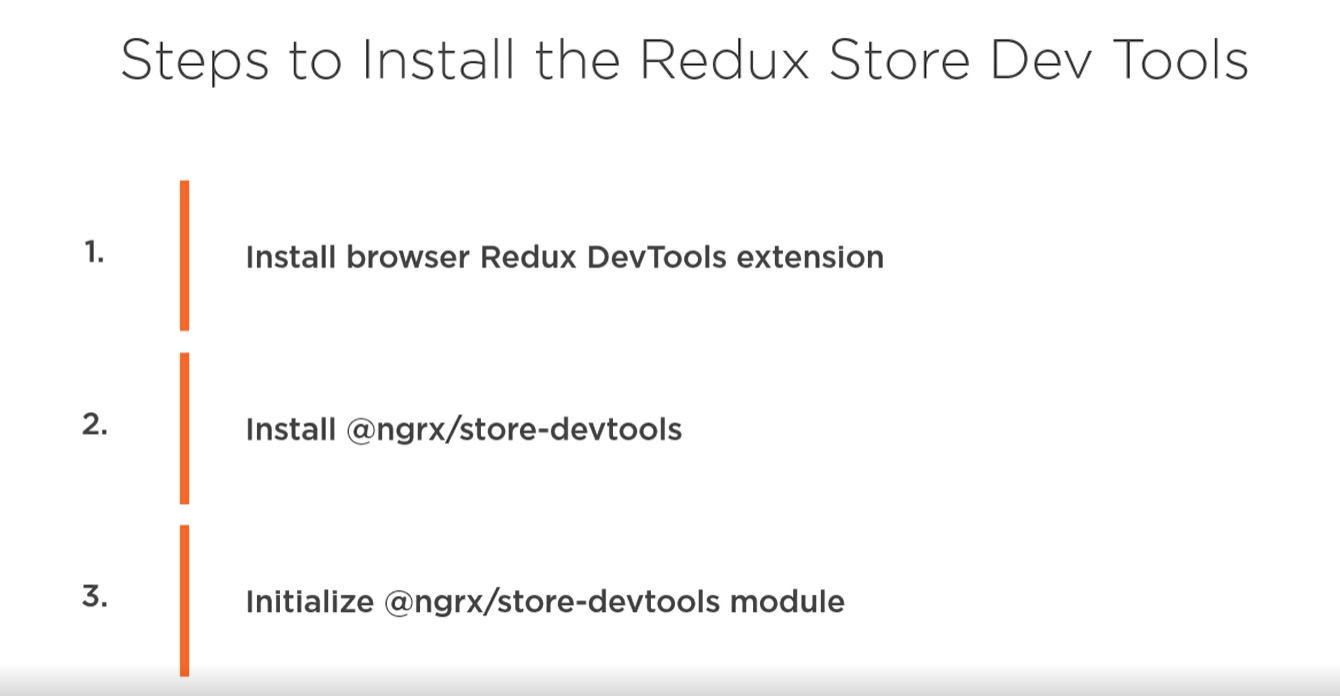 Steps to Install the Redux Store Dev Tools
1. Install browser Redux DevTools extension
2. Install @ngrx/store-devtools
3. Initialize @ngrx/store-devtools module